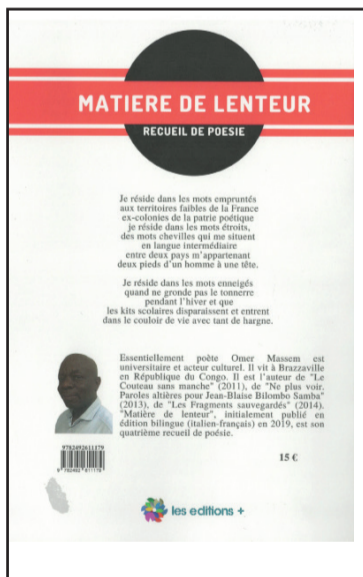 MATIERE DE LENTEUR
RECUEIL DE POESIE
Je réside dans les mots empruntés
aux territoires faibles de la France
ex-colonies de la patrie poétique
je réside dans les mots étroits,
des mots chevilles qui me situent
en langue intermédiaire
entre deux pays m'appartenant
deux pieds d'un homme à une tête.
Je réside dans les mots enneigés
quand ne gronde pas le tonnerre
pendant l'hiver et que
les kits scolaires disparaissent et entrent
dans le couloir de vie avec tant de hargne.
Essentiellement poète Omer Massem est
universitaire et acteur culturel. Il vit à Brazzaville
en République du Congo. Il est l'auteur de "Le
Couteau sans manche" (2011), de "Ne plus voir.
Paroles altières pour Jean-Blaise Bilombo Samba"
(2013), de "Les Fragments sauvegardés" (2014).
"Matière de lenteur", initialement publié en
édition bilingue (italien-français) en 2019, est son
quatrième recueil de poésie.
9782492611179
15 €
les editions +